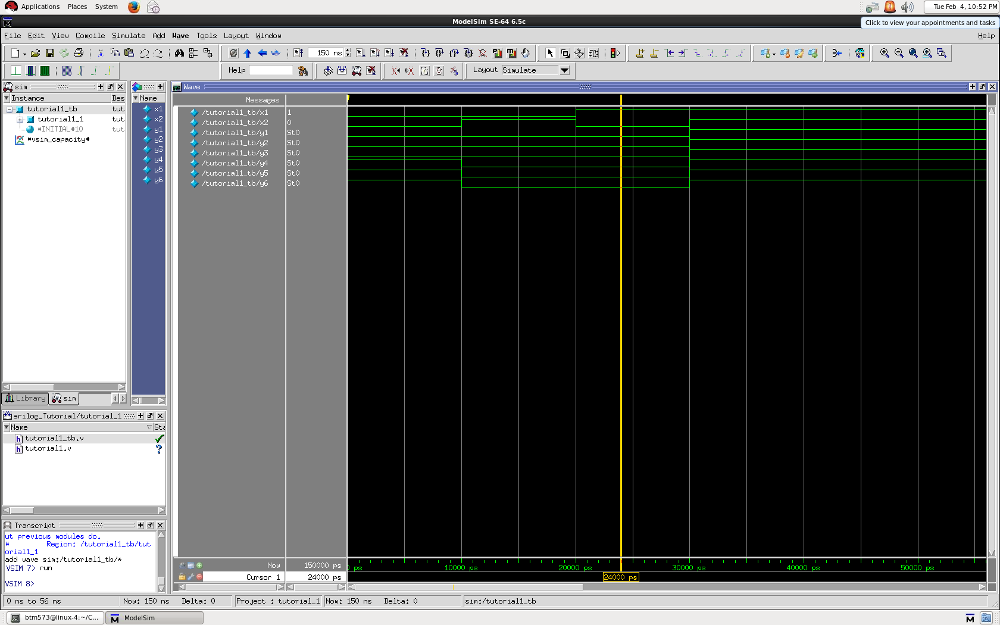 Applications Places System Tue Feb 4, 10:52 PM
ModelSim SE-64 6.5c
Click to view your appointments and tasks
File Edit View Compile Simulate Add Wave Tools Layout Window Help
150 ns
Help Layout Simulate
sim
Instance Des
tutorial1_tb tut
tutorial1_1 tut
#INITIAL#10 tut
#vsim_capacity#
Library sim
Name
x1
x2
y1
y2
y3
y4
y5
y6
Wave
Messages
/tutorial1_tb/x1 1
/tutorial1_tb/x2 0
/tutorial1_tb/y1 St0
/tutorial1_tb/y2 St0
/tutorial1_tb/y3 St0
/tutorial1_tb/y4 St0
/tutorial1_tb/y5 St0
/tutorial1_tb/y6 St0
Now 150000 ps
Cursor 1 24000 ps
ps 10000 ps 20000 ps 30000 ps 40000 ps 50000 ps
24000 ps
erilog_Tutorial/tutorial_1
Name Sta
tutorial1_tb.v
tutorial1.v
Transcript
ut previous modules do.
# Region: /tutorial1_tb/tut
orial1_1
add wave sim:/tutorial1_tb/*
VSIM 7> run
VSIM 8>
0 ns to 56 ns Now: 150 ns Delta: 0 Project : tutorial_1 Now: 150 ns Delta: 0 sim:/tutorial1_tb
btm573@linux-4:~/C... ModelSim